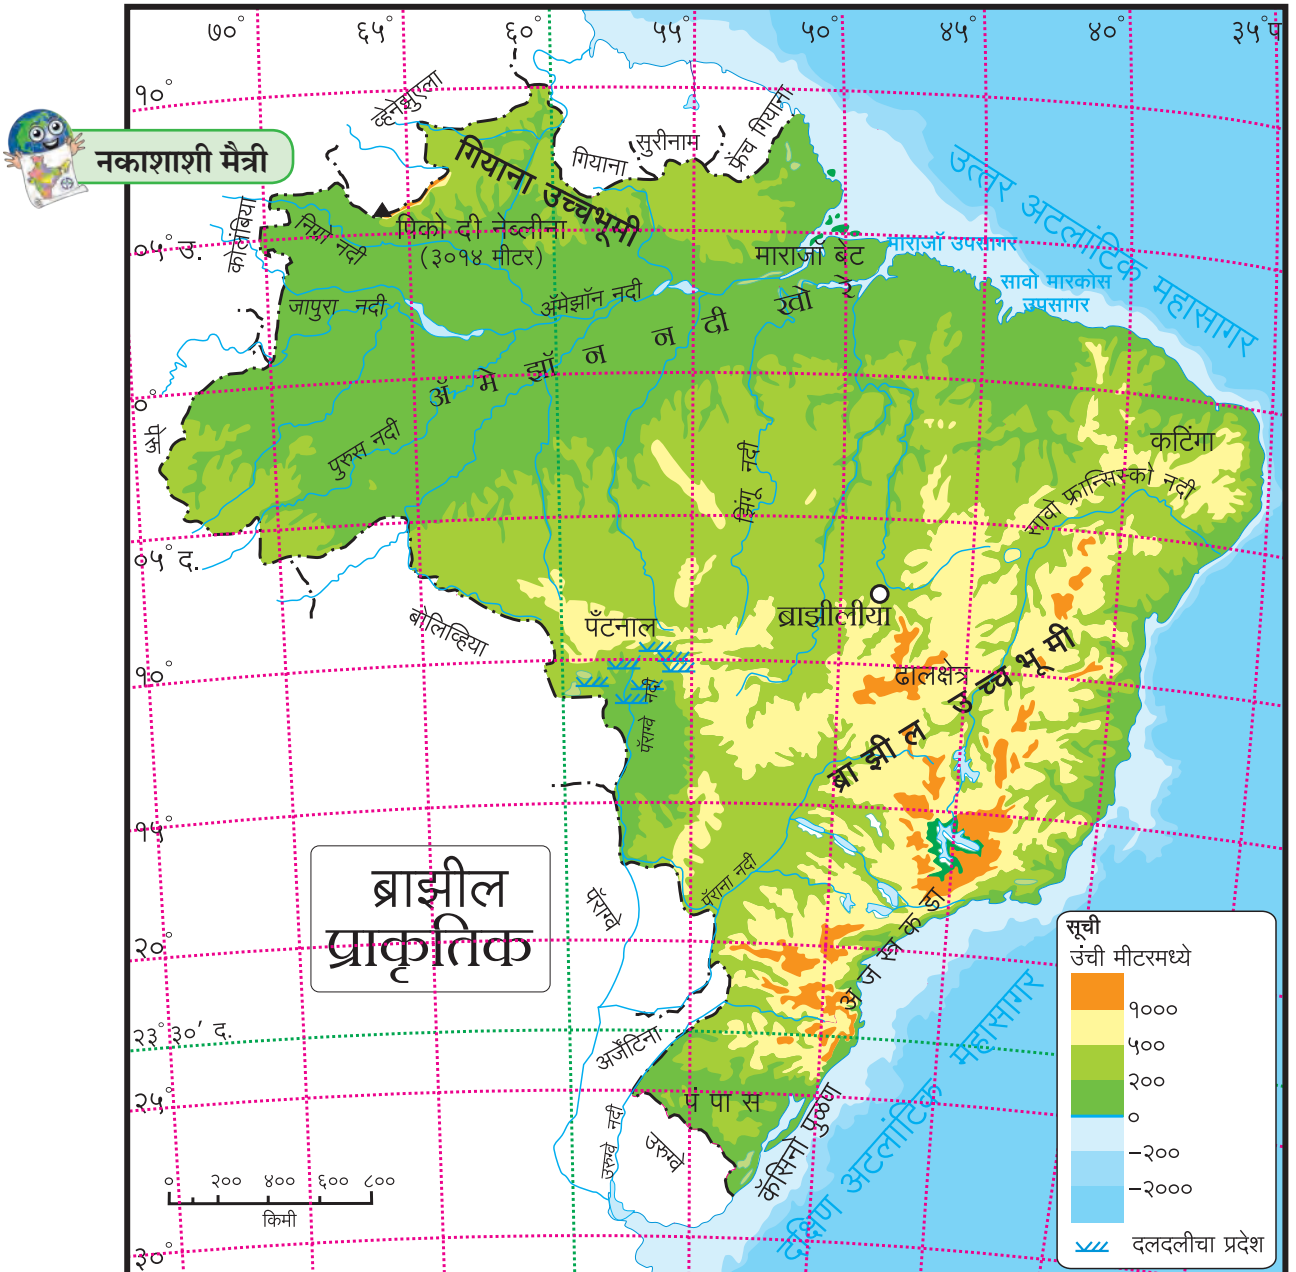 ७०° ६५° ६०° ५५° ५०° ४५° ४०° ३५°प
१०°
व्हेनेझुएला
नकाशाशी मैत्री
गियाना उच्चभूमी
गियाना
सुरीनाम
फ्रेंच गियाना
उत्तर अटलांटिक महासागर
कोलंबिया
०५° उ.
निग्रो नदी
पिको दी नेब्लीना
(३०१४ मीटर)
माराजॉ बेट
माराजॉ उपसागर
सावो मारकोस
उपसागर
जापुरा नदी
ॲमेझॉन नदी
ॲ मे झॉ न न दी खो रे
०°
पुरुस नदी
झिंगू नदी
कटिंगा
सावो फ्रान्सिस्को नदी
०५° द.
बोलिव्हिया
पँटनाल
ब्राझीलीया
१०°
पॅराग्वे नदी
ढालक्षेत्र
ब्रा झी ल उ च्च भू मी
१५°
ब्राझील
प्राकृतिक
पॅराग्वे
पॅराना नदी
अ ज स्त्र क डा
२०°
२३° ३०' द.
अर्जेंटिना
२५°
पं पा स
उरुग्वे नदी
उरुग्वे
कॅसिनो पुळण
दक्षिण अटलांटिक महासागर
० २०० ४०० ६०० ८००
किमी
३०°
सूची
उंची मीटरमध्ये
१०००
५००
२००
०
-२००
-२०००
दलदलीचा प्रदेश